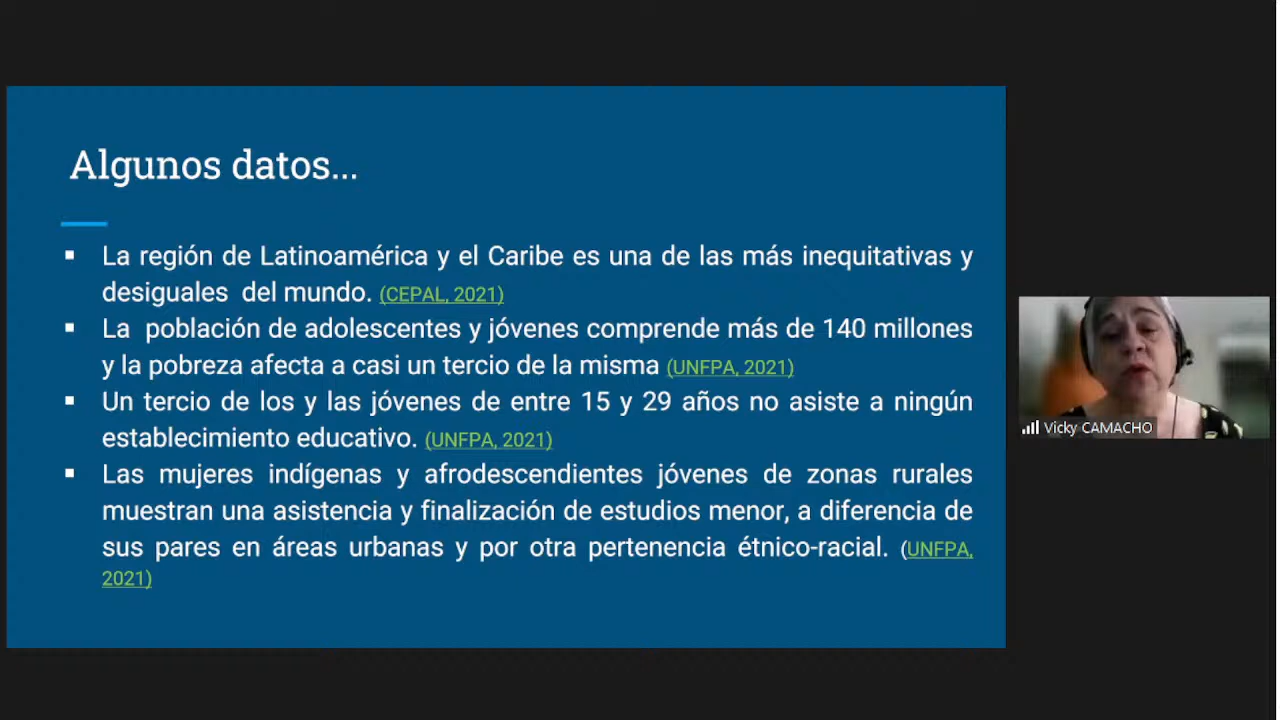 Algunos datos...
▪ La región de Latinoamérica y el Caribe es una de las más inequitativas y
desiguales  del mundo. (CEPAL, 2021)
▪ La  población de adolescentes y jóvenes comprende más de 140 millones
y la pobreza afecta a casi un tercio de la misma (UNFPA, 2021)
▪ Un tercio de los y las jóvenes de entre 15 y 29 años no asiste a ningún
establecimiento educativo. (UNFPA, 2021)
▪ Las mujeres indígenas y afrodescendientes jóvenes de zonas rurales
muestran una asistencia y finalización de estudios menor, a diferencia de
sus pares en áreas urbanas y por otra pertenencia étnico-racial. (UNFPA,
2021)
Vicky CAMACHO